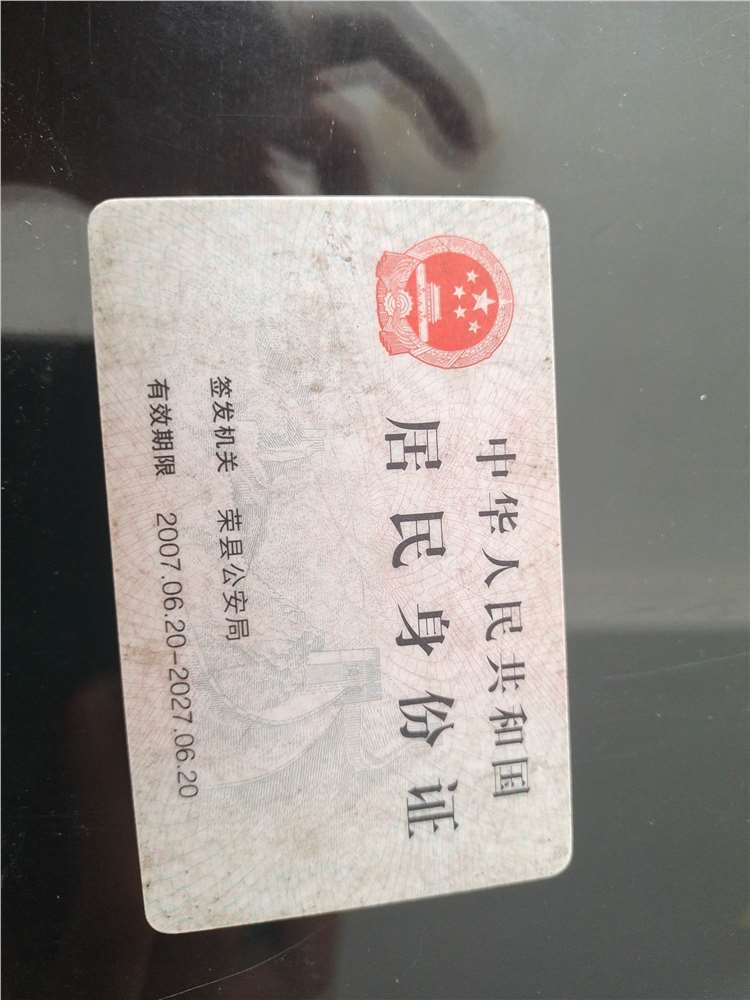 中华人民共和国
居民身份证
签发机关 荣县公安局
有效期限 2007.06.20-2027.06.20